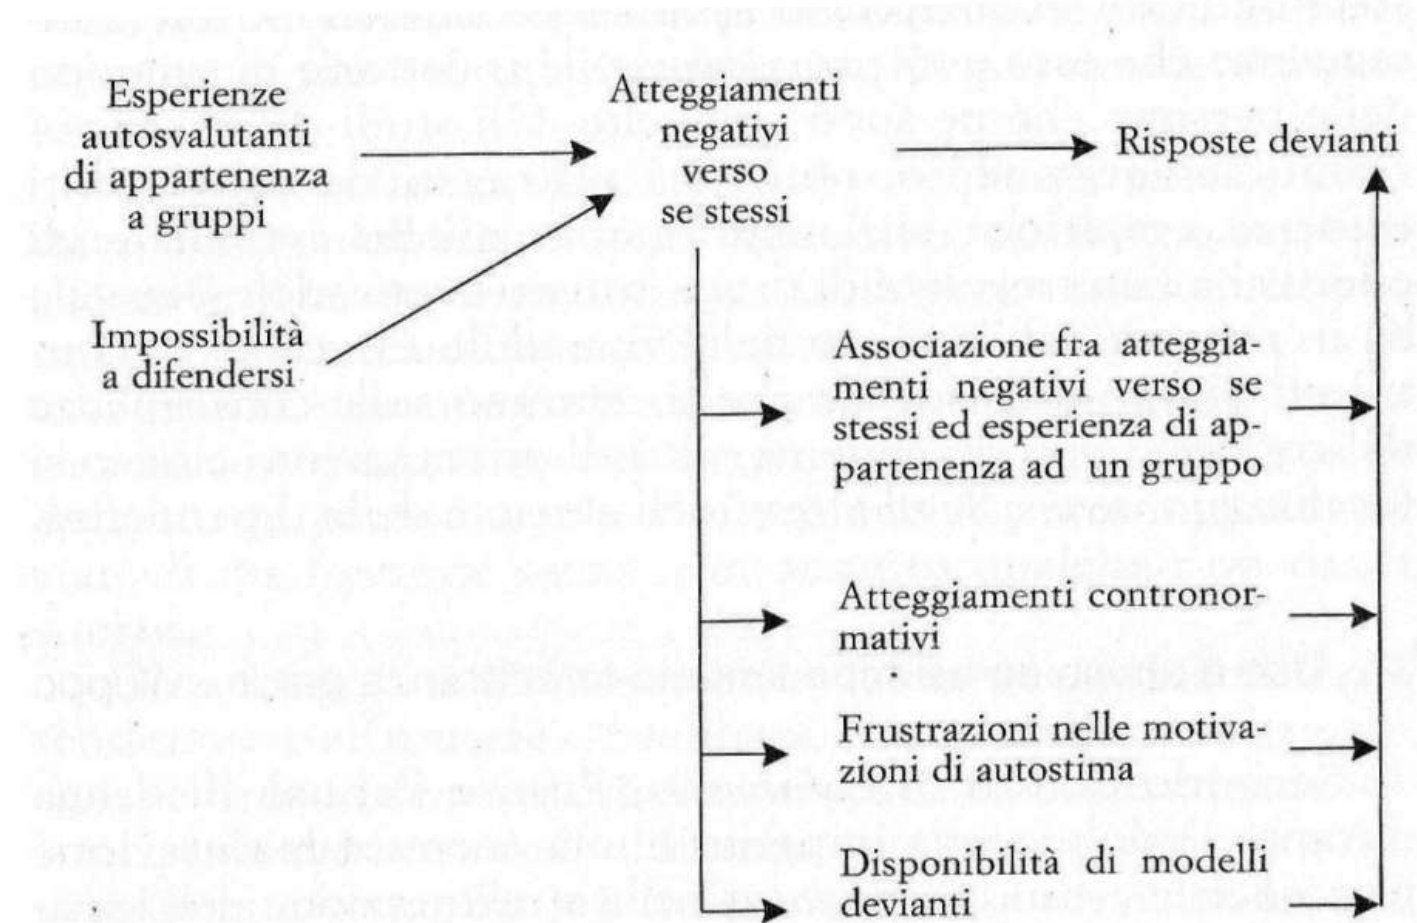 Esperienze
autosvalutanti
di appartenenza
a gruppi
Atteggiamenti
negativi
verso
se stessi
Risposte devianti
Impossibilità
a difendersi
Associazione fra atteggia-
menti negativi verso se
stessi ed esperienza di ap-
partenenza ad un gruppo
Atteggiamenti contronor-
mativi
Frustrazioni nelle motiva-
zioni di autostima
Disponibilità di modelli
devianti